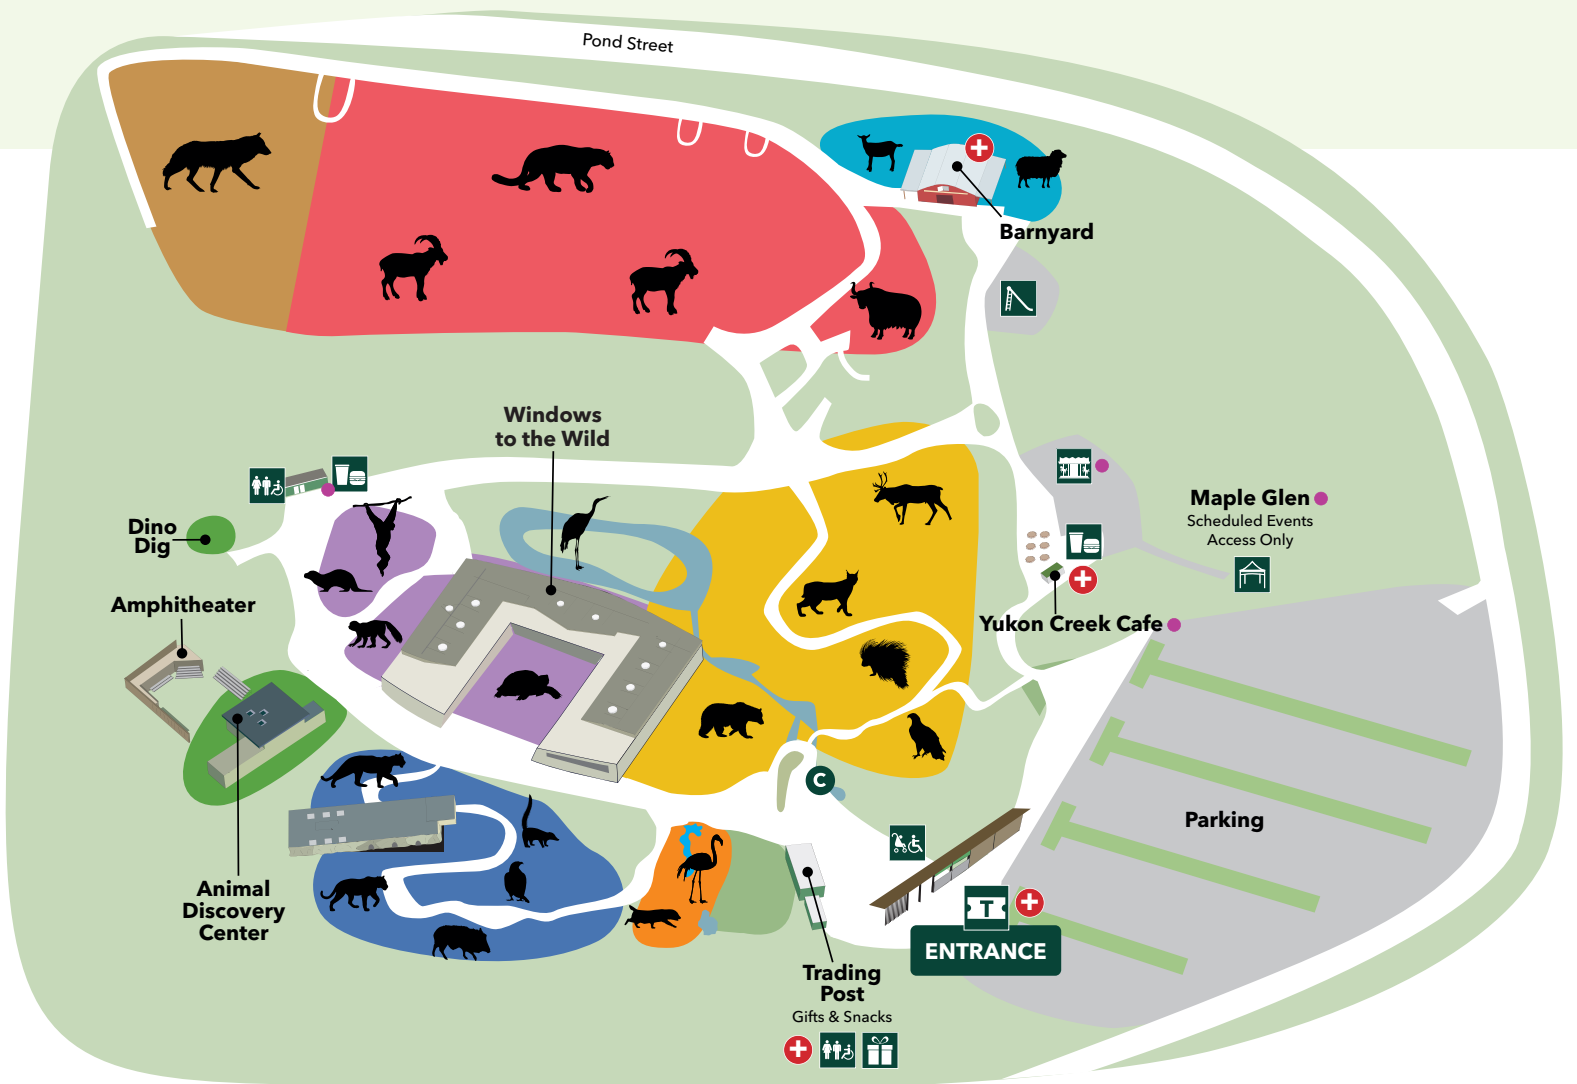 Pond Street
Barnyard
Windows
to the Wild
Maple Glen
Scheduled Events
Access Only
Dino
Dig
Amphitheater
Yukon Creek Cafe
C
Parking
Animal
Discovery
Center
T
ENTRANCE
Trading
Post
Gifts & Snacks